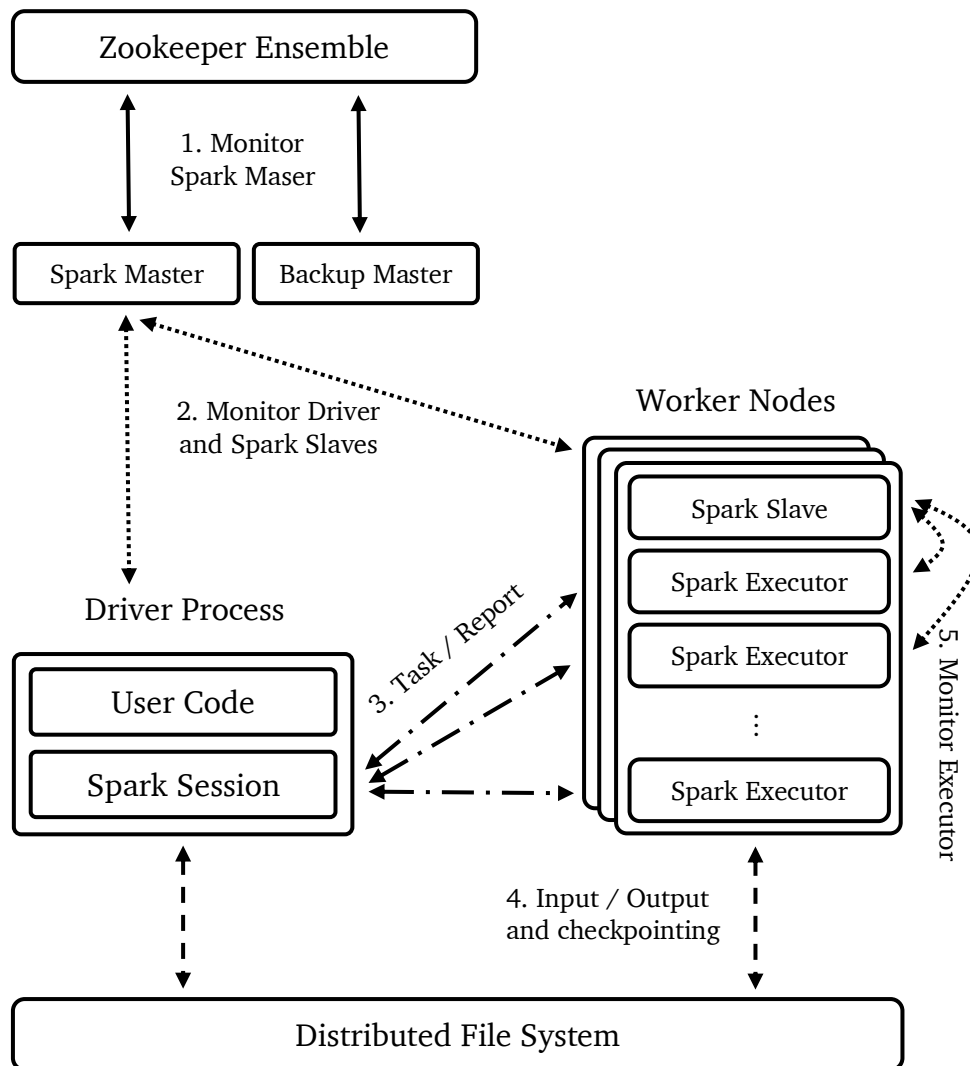 Zookeeper Ensemble
1. Monitor
Spark Maser
Spark Master
Backup Master
2. Monitor Driver
and Spark Slaves
Worker Nodes
Spark Slave
Spark Executor
Spark Executor
...
Spark Executor
5. Monitor Executor
Driver Process
User Code
Spark Session
3. Task / Report
4. Input / Output
and checkpointing
Distributed File System